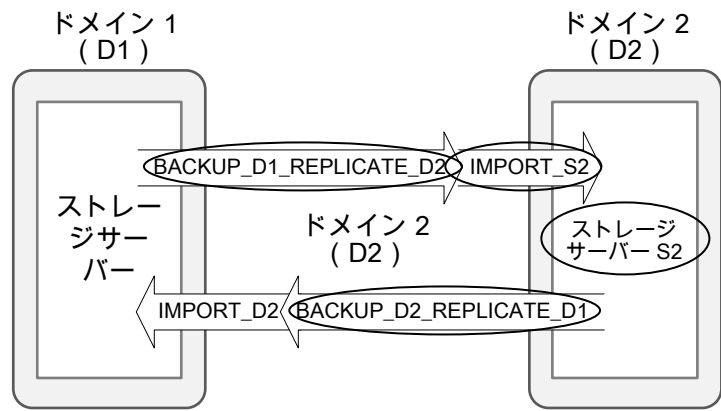 ドメイン 1
( D1 )
ドメイン 2
( D2 )
BACKUP_D1_REPLICATE_D2
IMPORT_S2
ストレー
ジサー
バー
ドメイン 2
( D2 )
ストレージ
サーバー S2
IMPORT_D2
BACKUP_D2_REPLICATE_D1